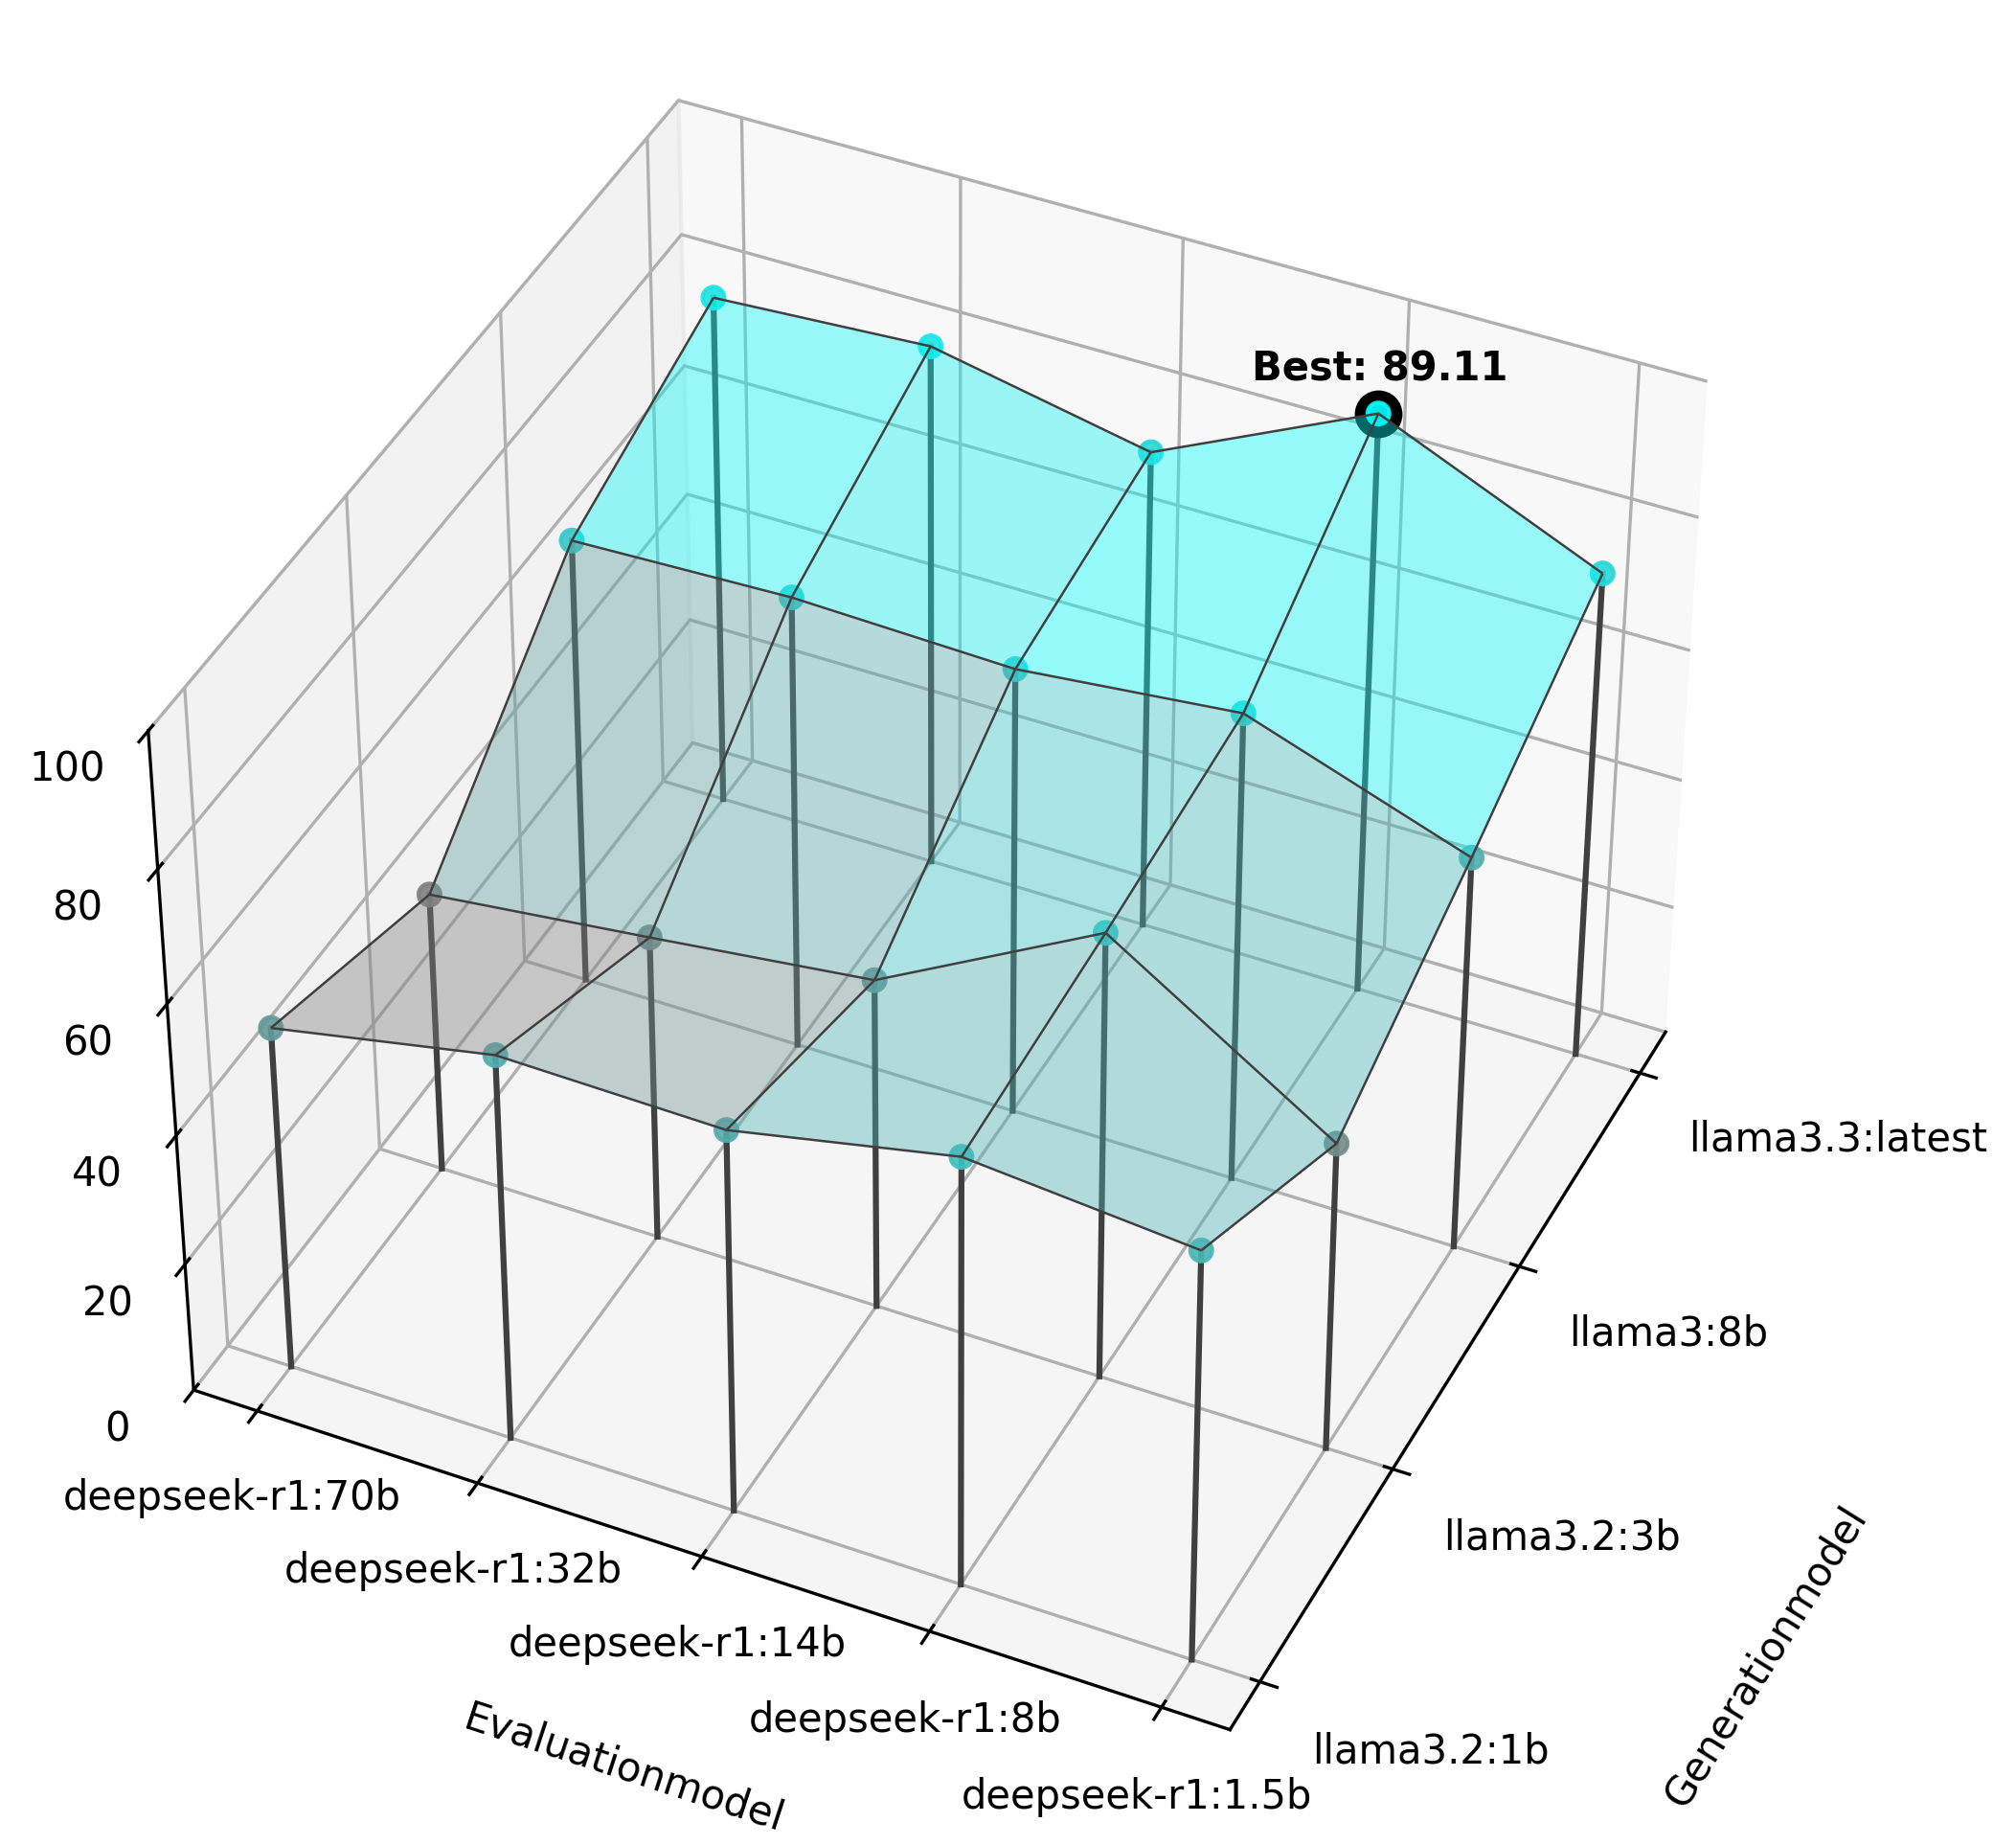 Best: 89.11
100
80
60
40
20
0
deepseek-r1:70b
deepseek-r1:32b
deepseek-r1:14b
deepseek-r1:8b
deepseek-r1:1.5b
Evaluationmodel
llama3.3:latest
llama3:8b
llama3.2:3b
llama3.2:1b
Generationmodel